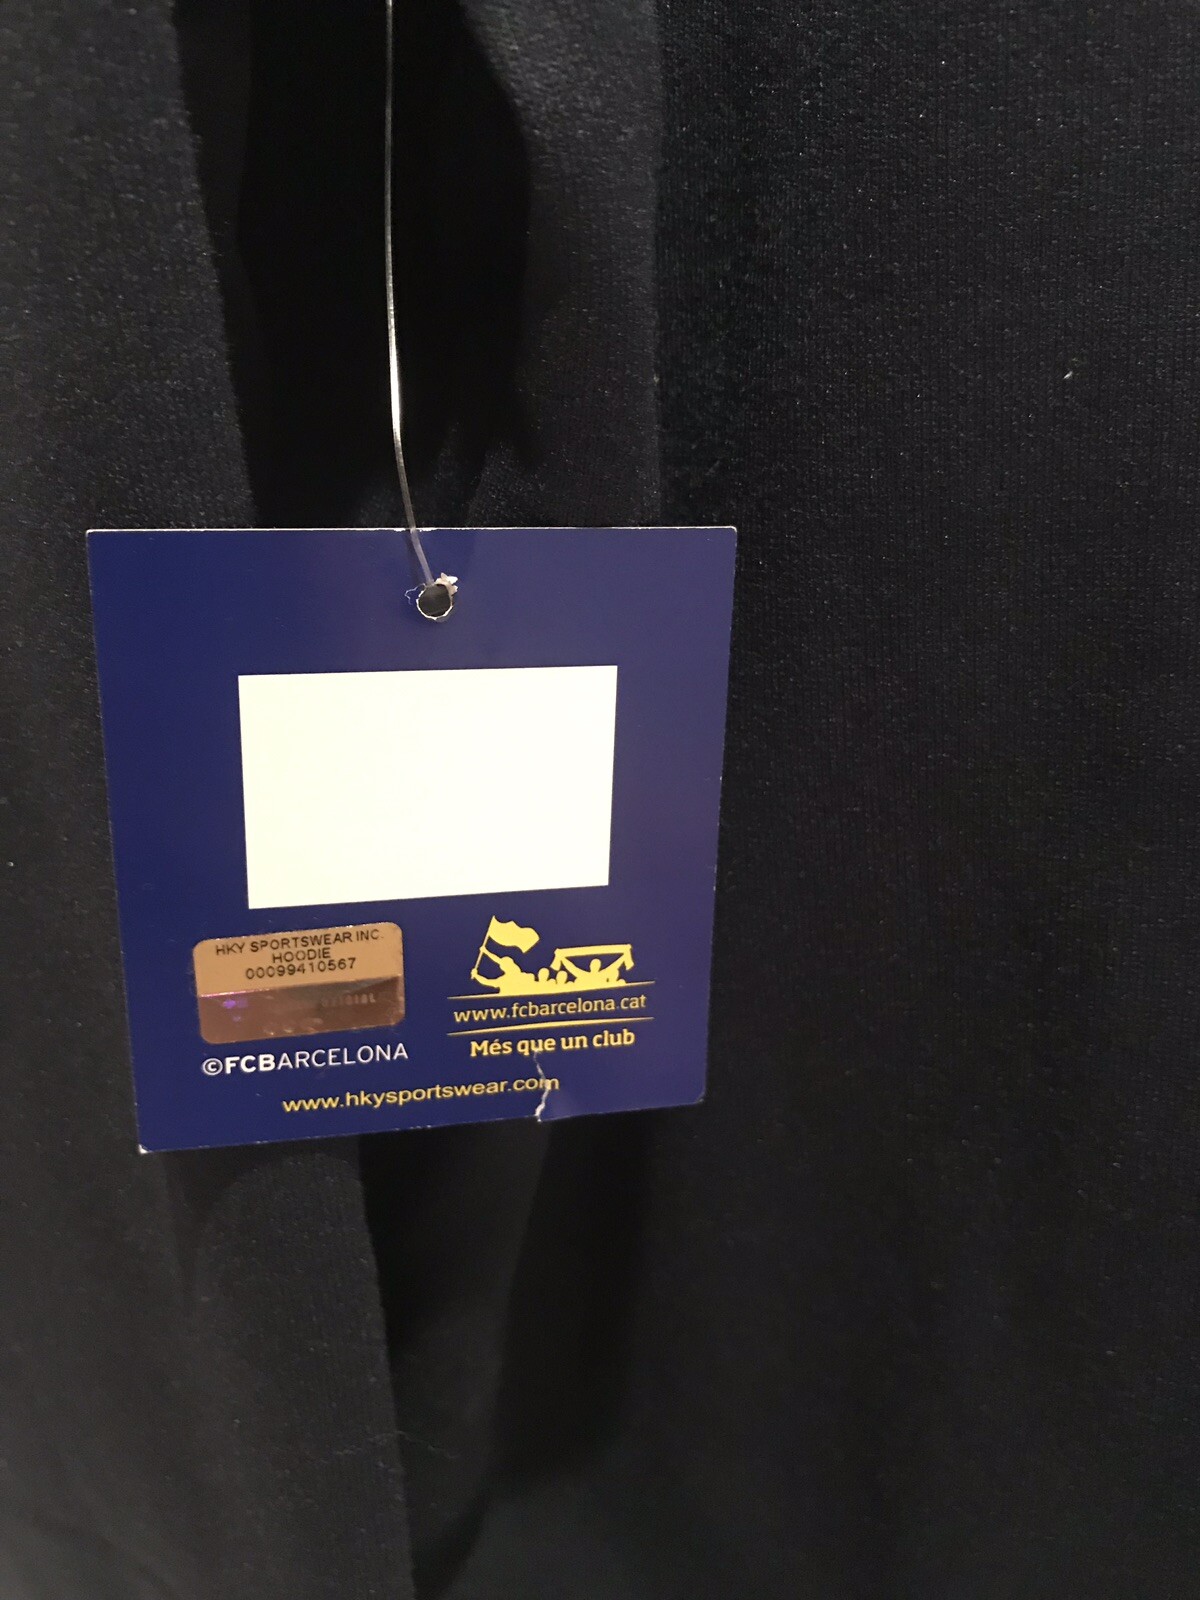 HKY SPORTSWEAR INC.
HOODIE
00099410567
©FCBARCELONA
www.fcbarcelona.cat
Més que un club
www.hkysportswear.com